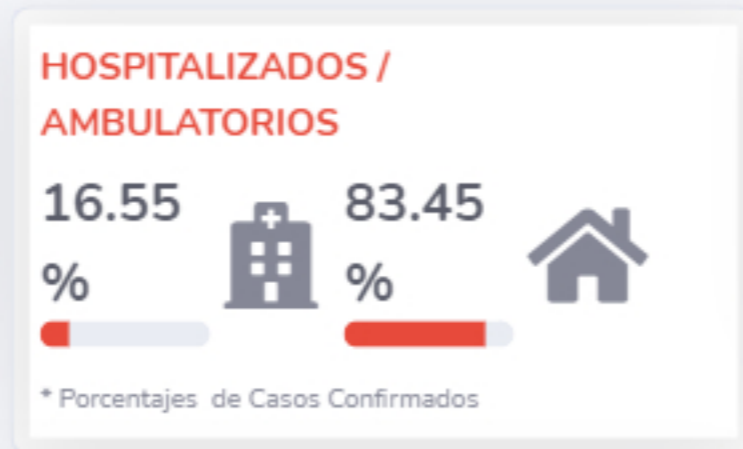 HOSPITALIZADOS /
AMBULATORIOS
16.55 83.45
% %
* Porcentajes de Casos Confirmados